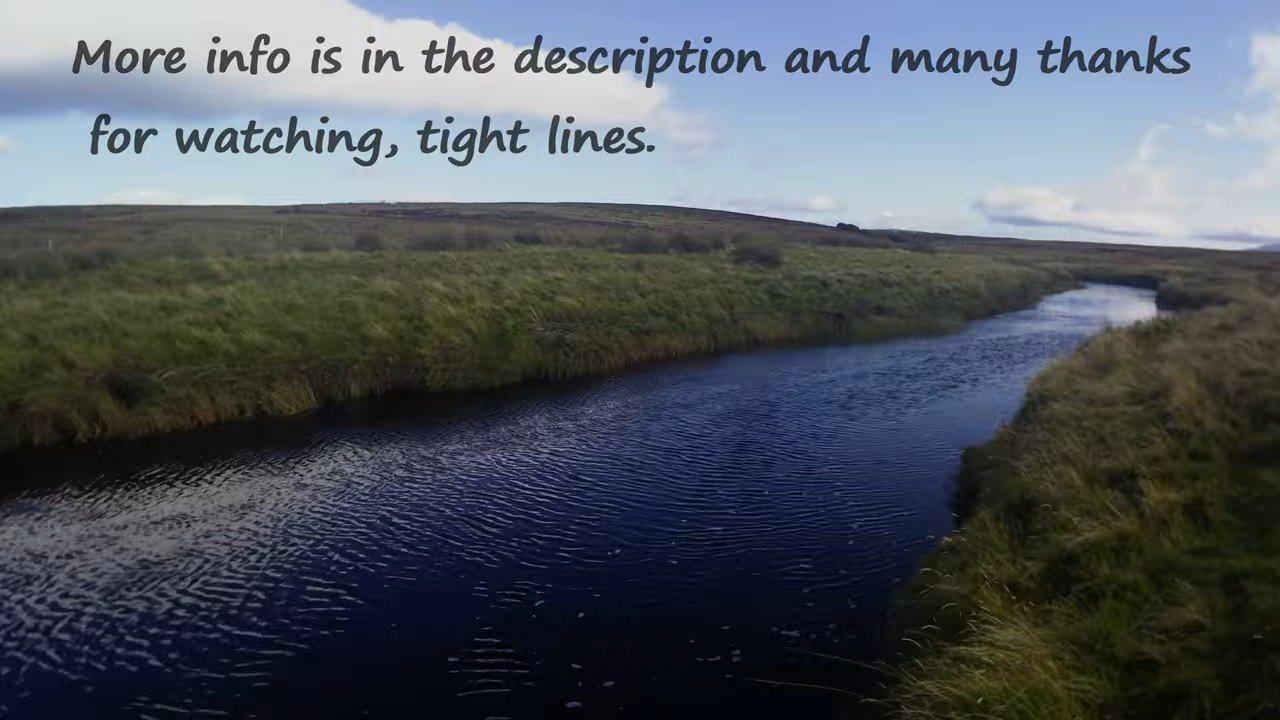 More info is in the description and many thanks
for watching, tight lines.